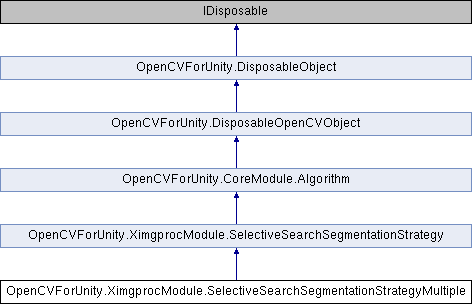 IDisposable
OpenCVForUnity.DisposableObject
OpenCVForUnity.DisposableOpenCVObject
OpenCVForUnity.CoreModule.Algorithm
OpenCVForUnity.XimgprocModule.SelectiveSearchSegmentationStrategy
OpenCVForUnity.XimgprocModule.SelectiveSearchSegmentationStrategyMultiple